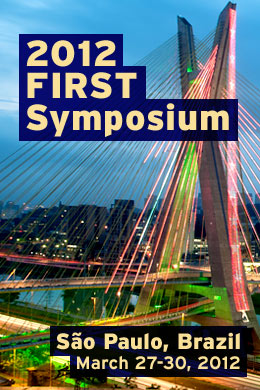 2012
FIRST
Symposium
São Paulo, Brazil
March 27-30, 2012